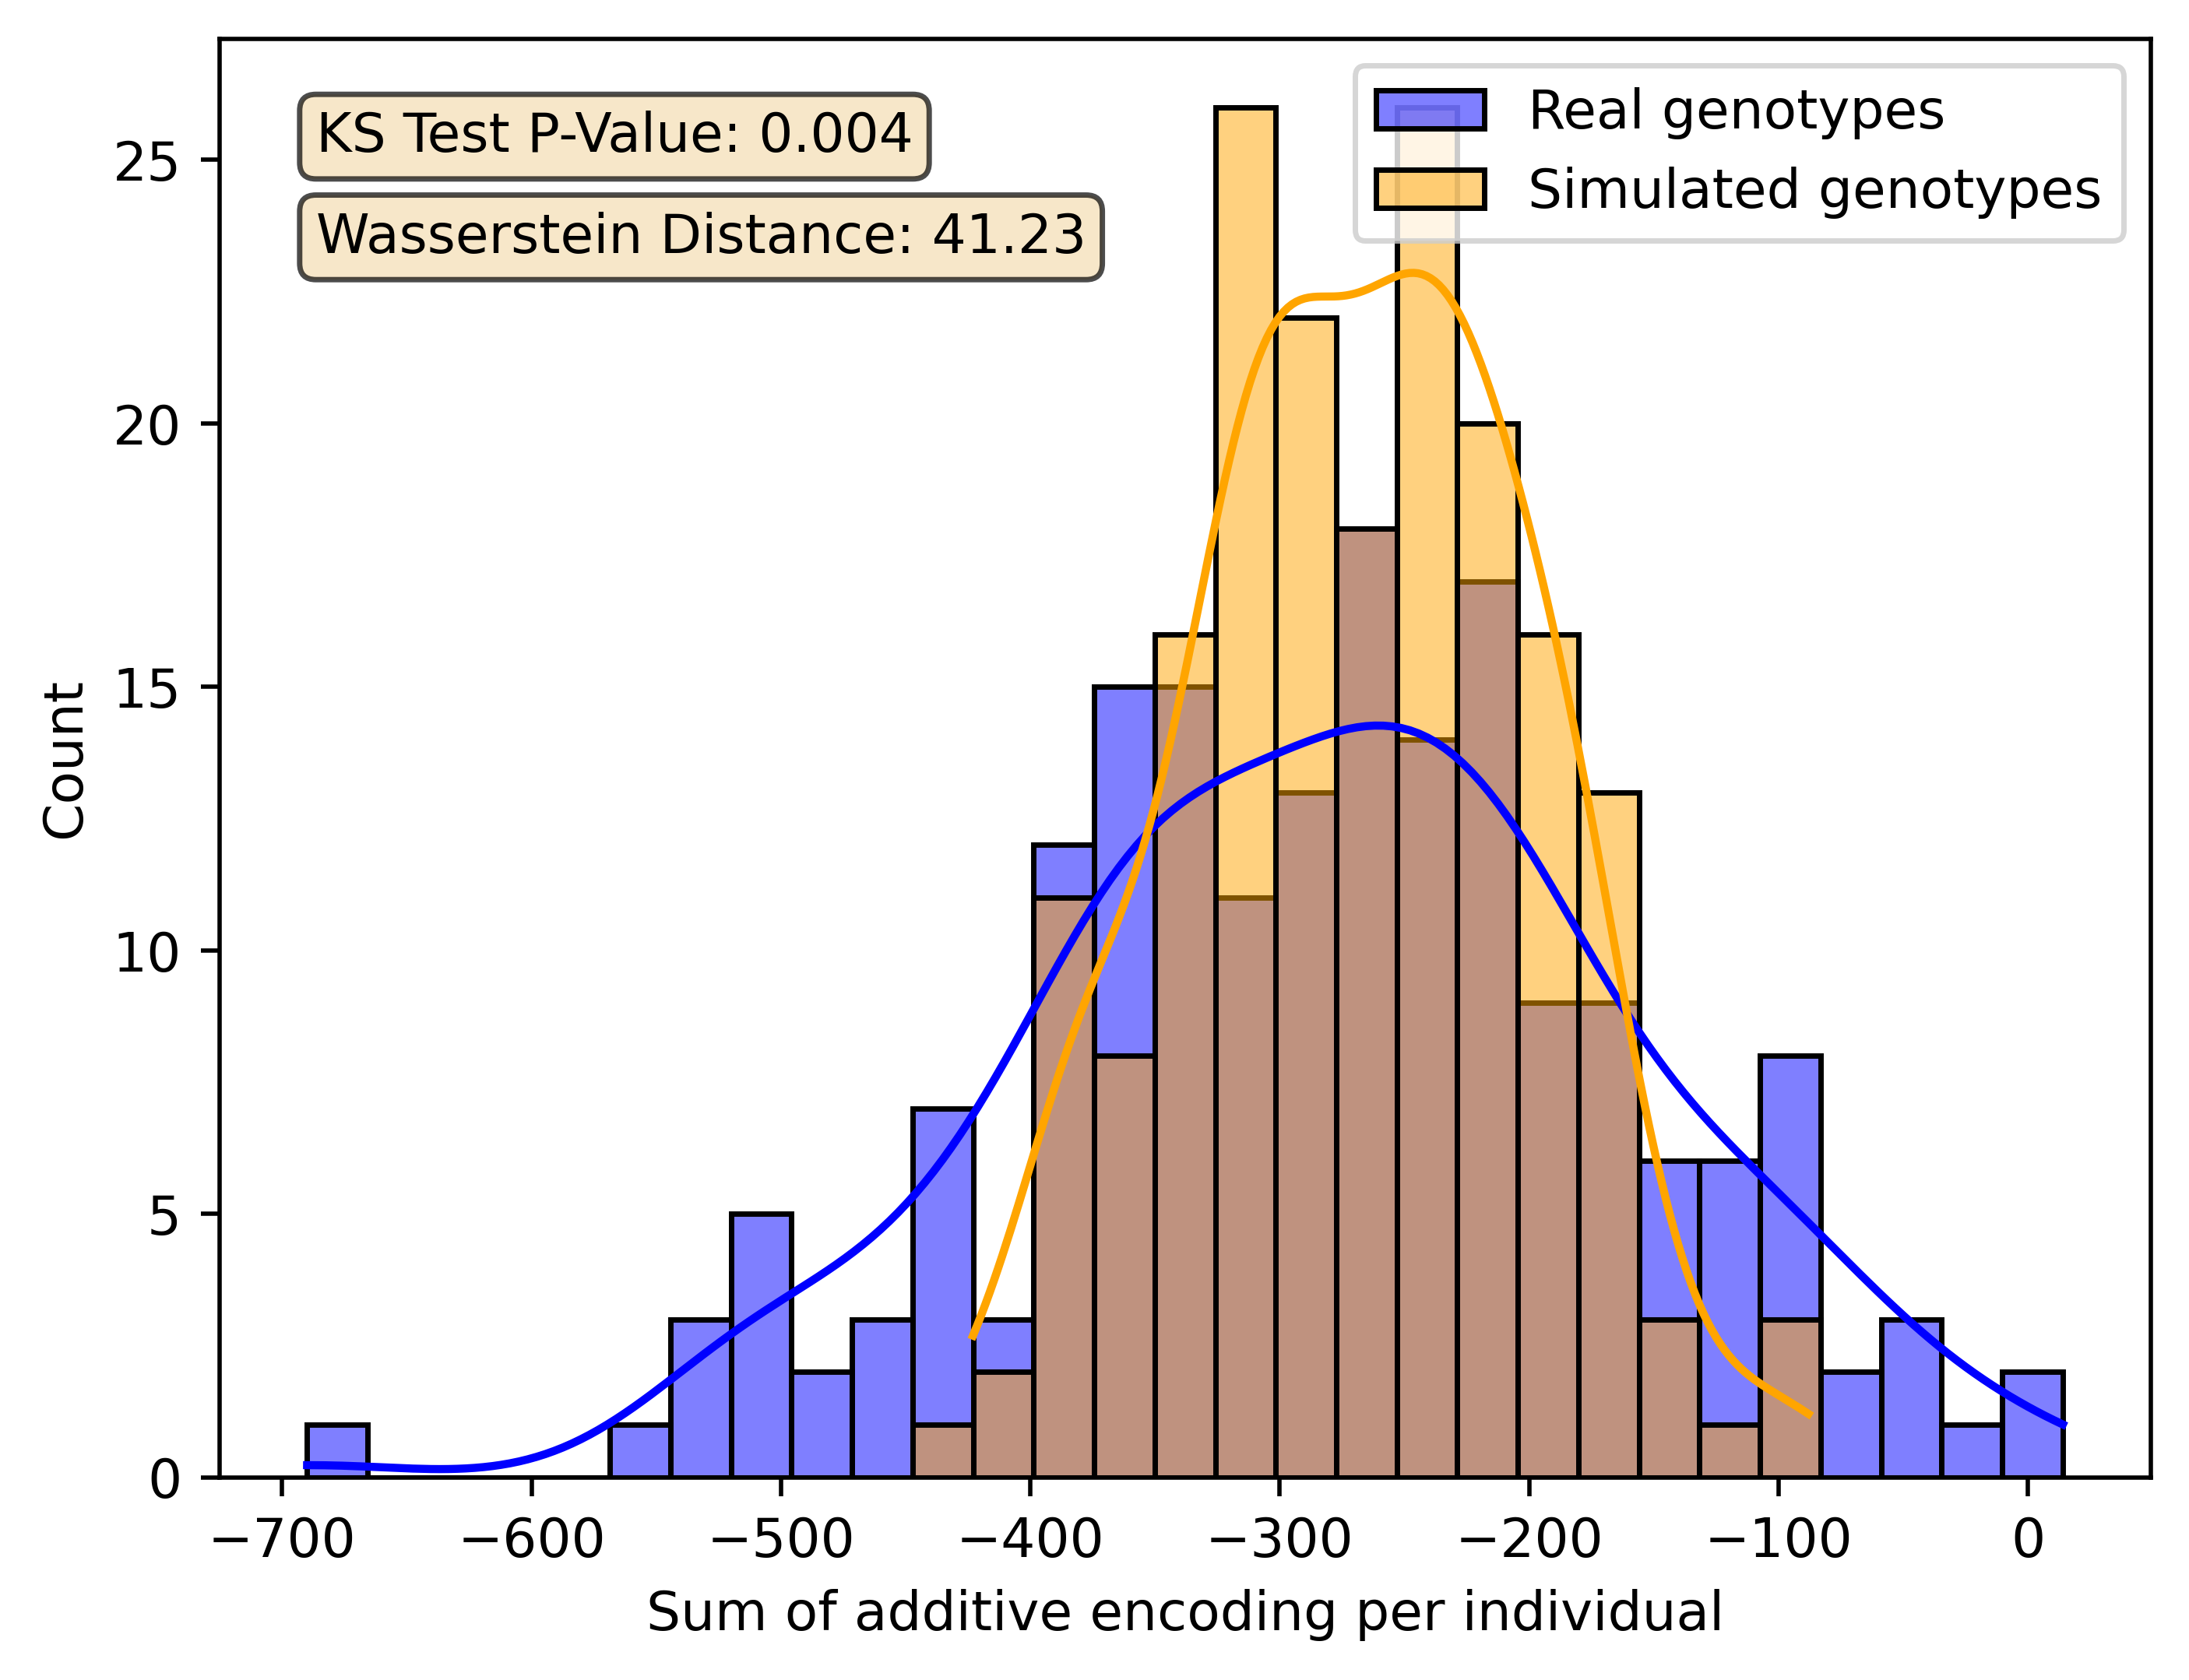 KS Test P-Value: 0.004
Wasserstein Distance: 41.23
Real genotypes
Simulated genotypes
Count
25
20
15
10
5
0
−700
−600
−500
−400
−300
−200
−100
0
Sum of additive encoding per individual